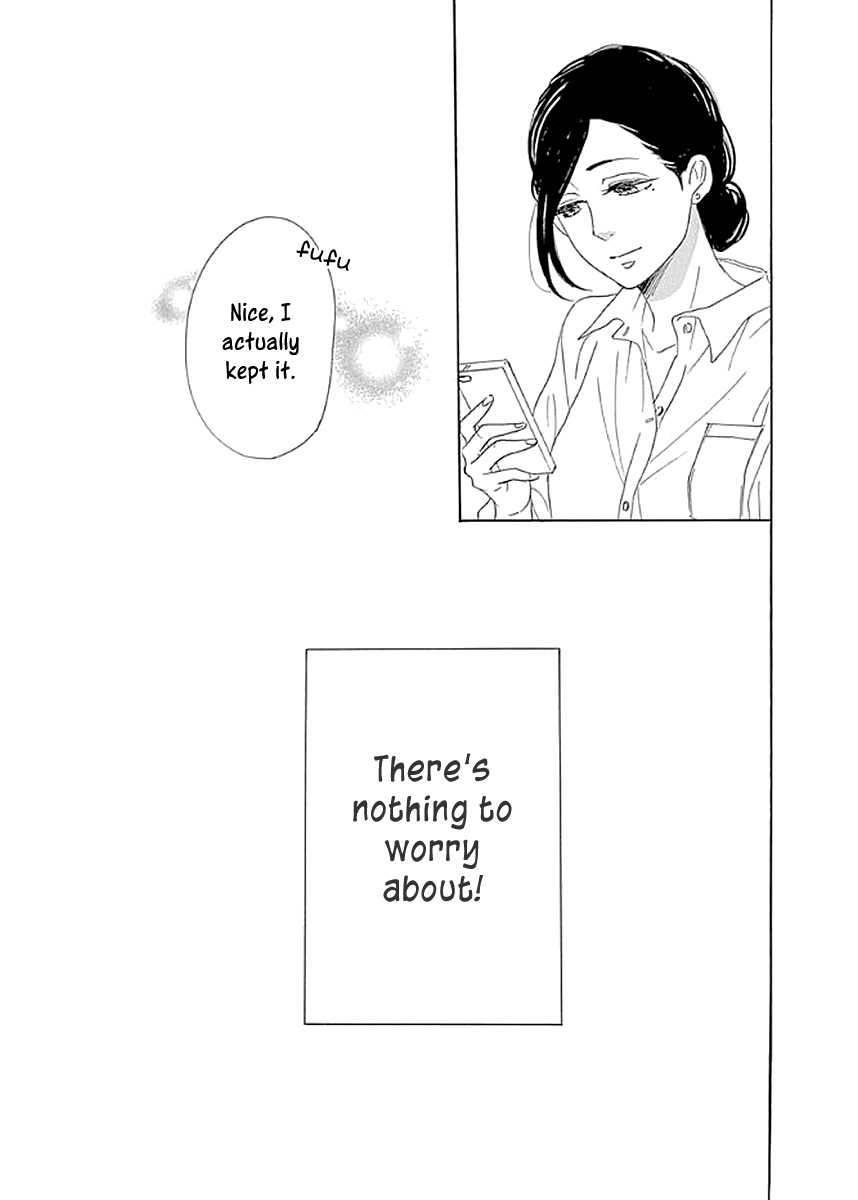 fufu
Nice, I
actually
kept it.
There's
nothing to
worry
about!